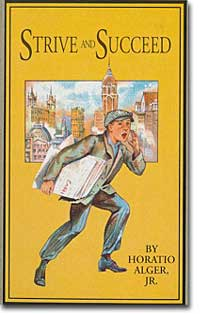 STRIVE AND SUCCEED
BY
HORATIO
ALGER,
JR.